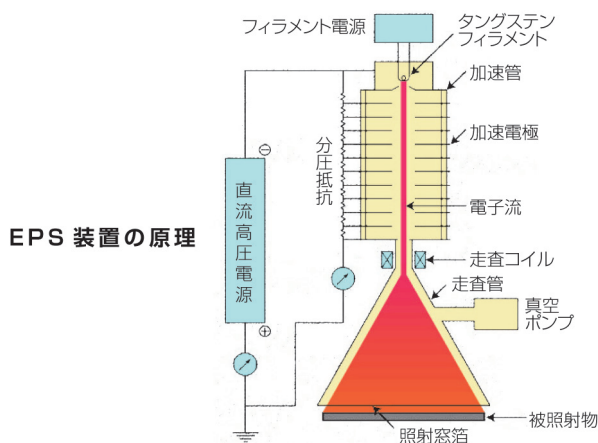 フィラメント電源
タングステン
フィラメント
加速管
加速電極
分圧抵抗
⊖
直流高圧電源
EPS 装置の原理
電子流
走査コイル
走査管
真空
ポンプ
⊕
被照射物
照射窓箔